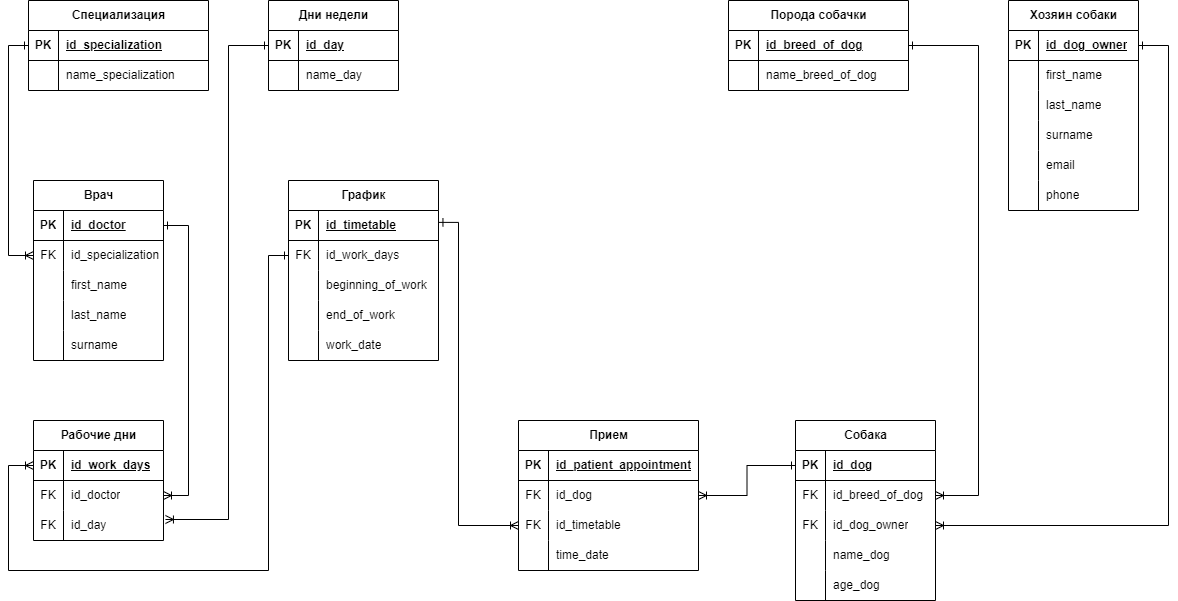 Специализация
PK id_specialization
name_specialization
Дни недели
PK id_day
name_day
Порода собачки
PK id_breed_of_dog
name_breed_of_dog
Хозяин собаки
PK id_dog_owner
first_name
last_name
surname
email
phone
Врач
PK id_doctor
FK id_specialization
first_name
last_name
surname
График
PK id_timetable
FK id_work_days
beginning_of_work
end_of_work
work_date
Рабочие дни
PK id_work_days
FK id_doctor
FK id_day
Прием
PK id_patient_appointment
FK id_dog
FK id_timetable
time_date
Собака
PK id_dog
FK id_breed_of_dog
FK id_dog_owner
name_dog
age_dog